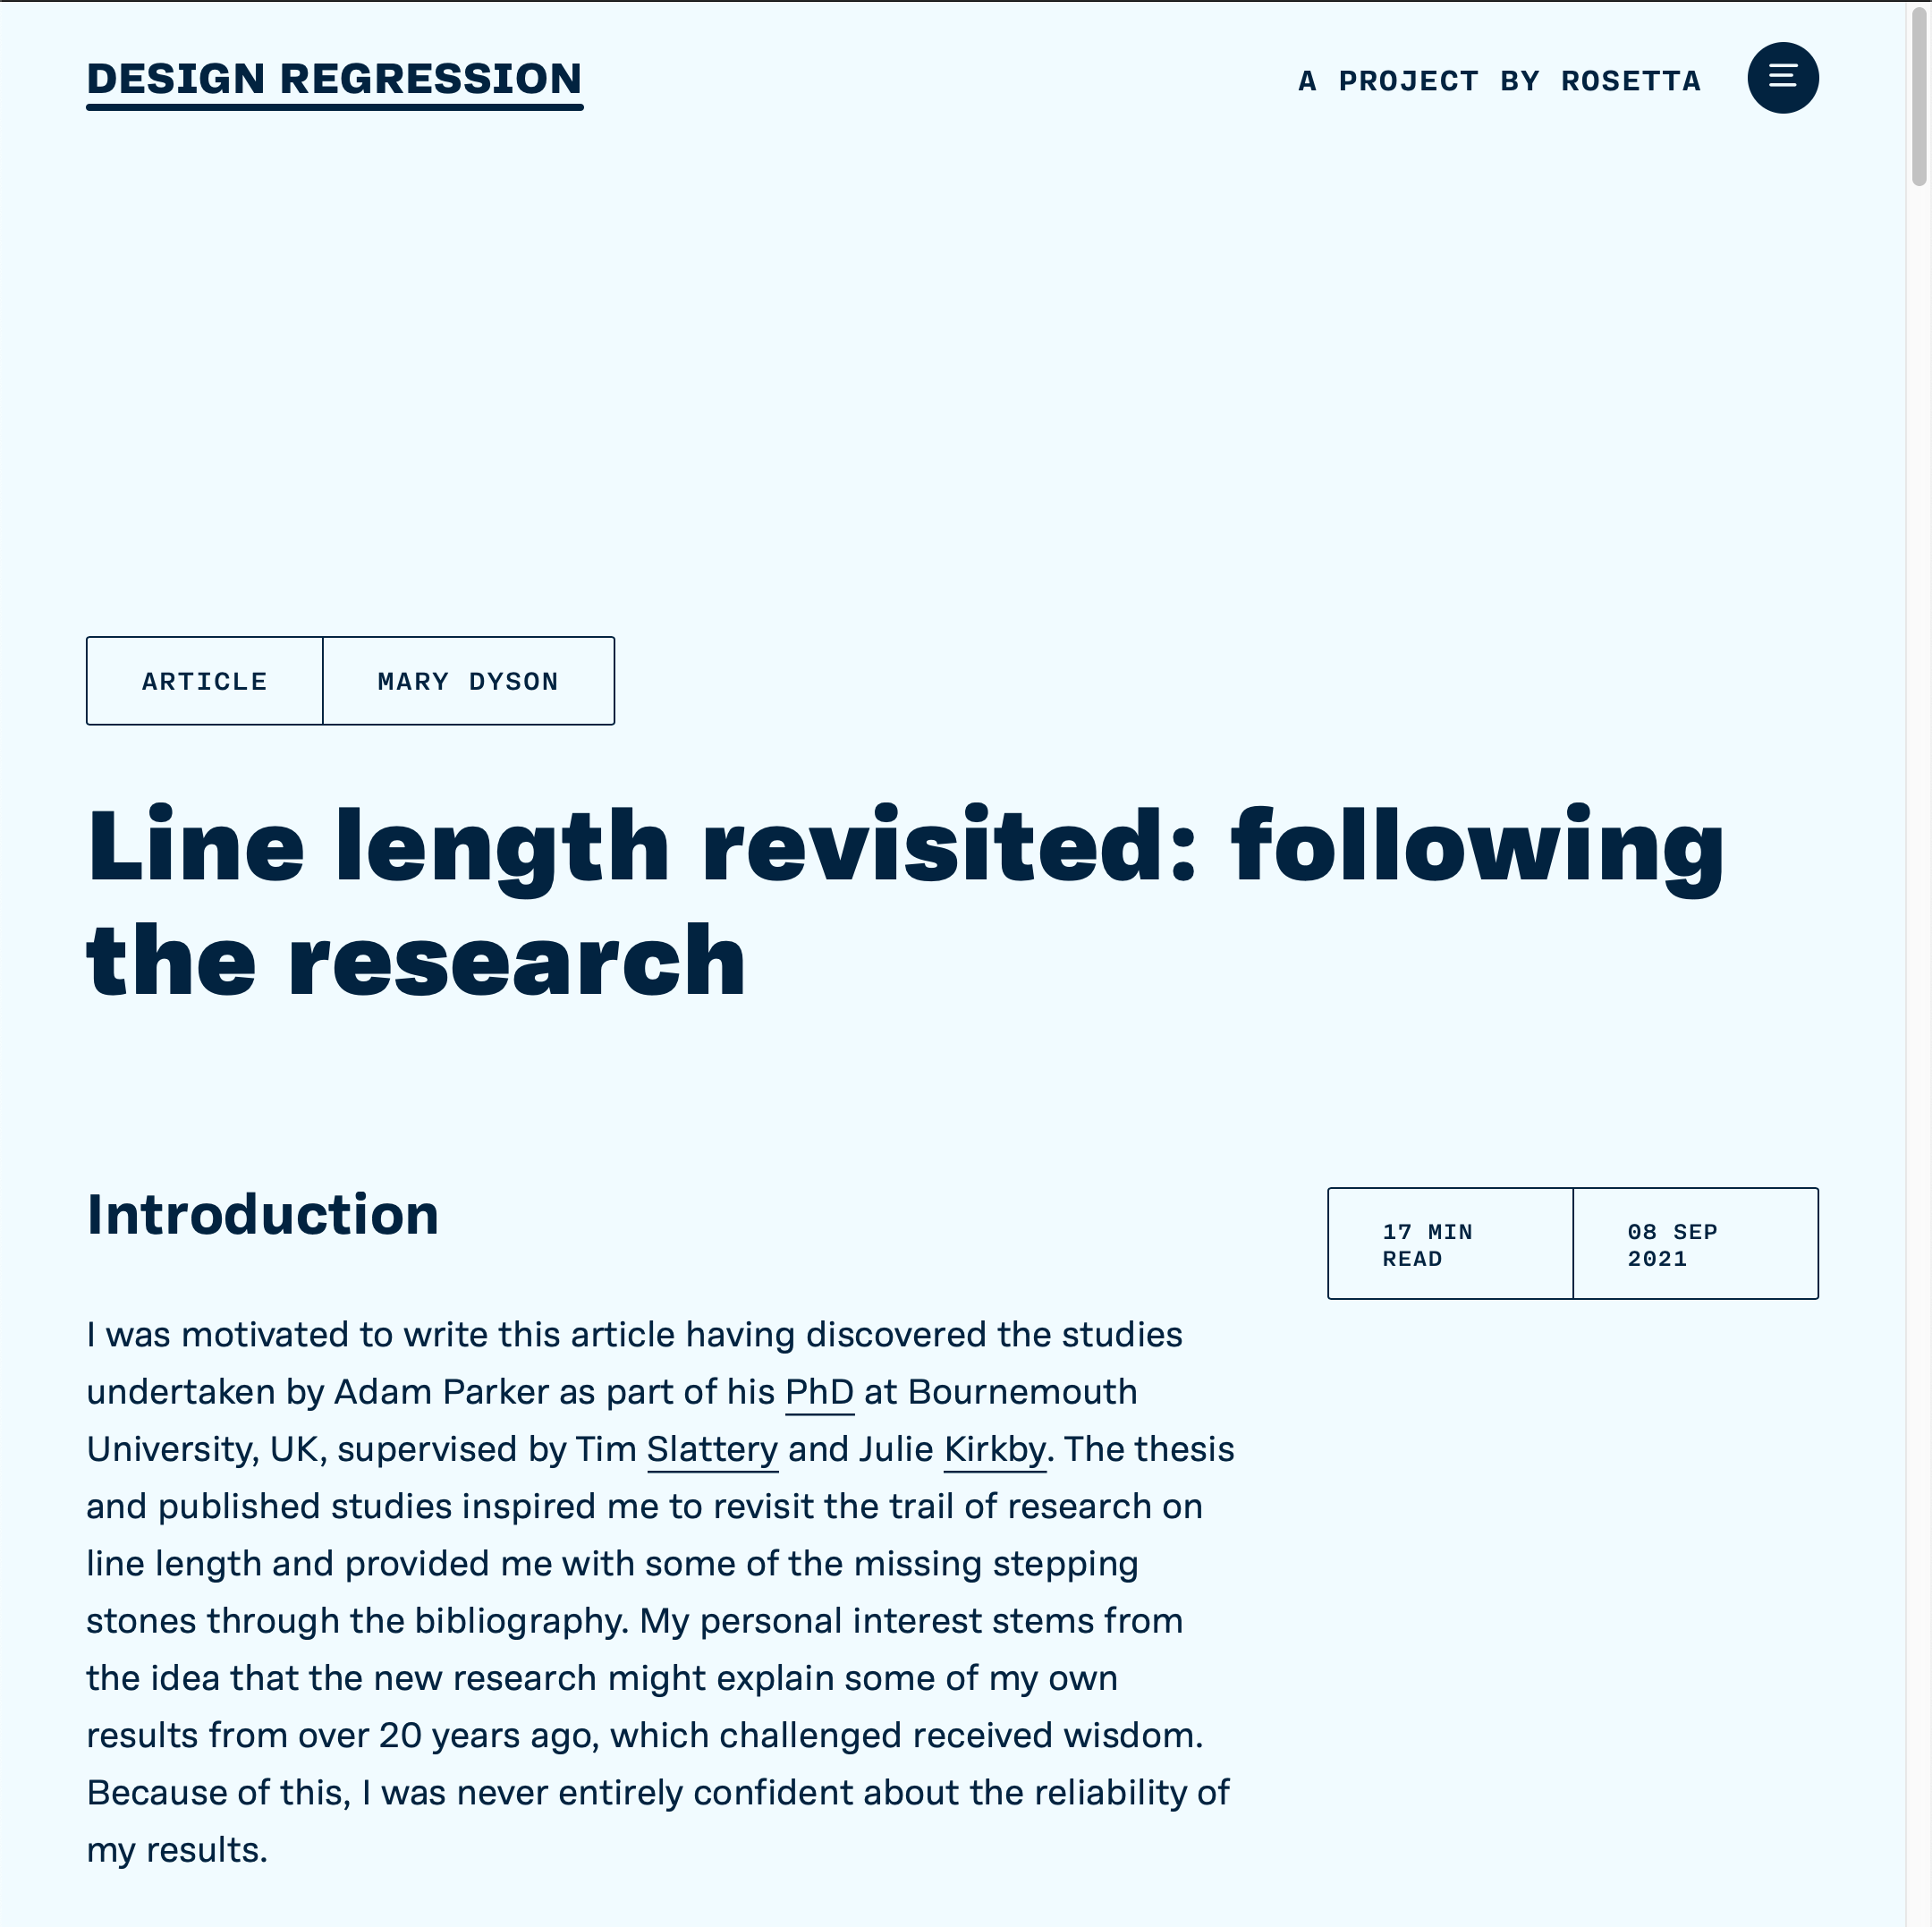 DESIGN REGRESSION
A PROJECT BY ROSETTA
ARTICLE
MARY DYSON
Line length revisited: following
the research
Introduction
17 MIN
READ
08 SEP
2021
I was motivated to write this article having discovered the studies
undertaken by Adam Parker as part of his PhD at Bournemouth
University, UK, supervised by Tim Slattery and Julie Kirkby. The thesis
and published studies inspired me to revisit the trail of research on
line length and provided me with some of the missing stepping
stones through the bibliography. My personal interest stems from
the idea that the new research might explain some of my own
results from over 20 years ago, which challenged received wisdom.
Because of this, I was never entirely confident about the reliability of
my results.